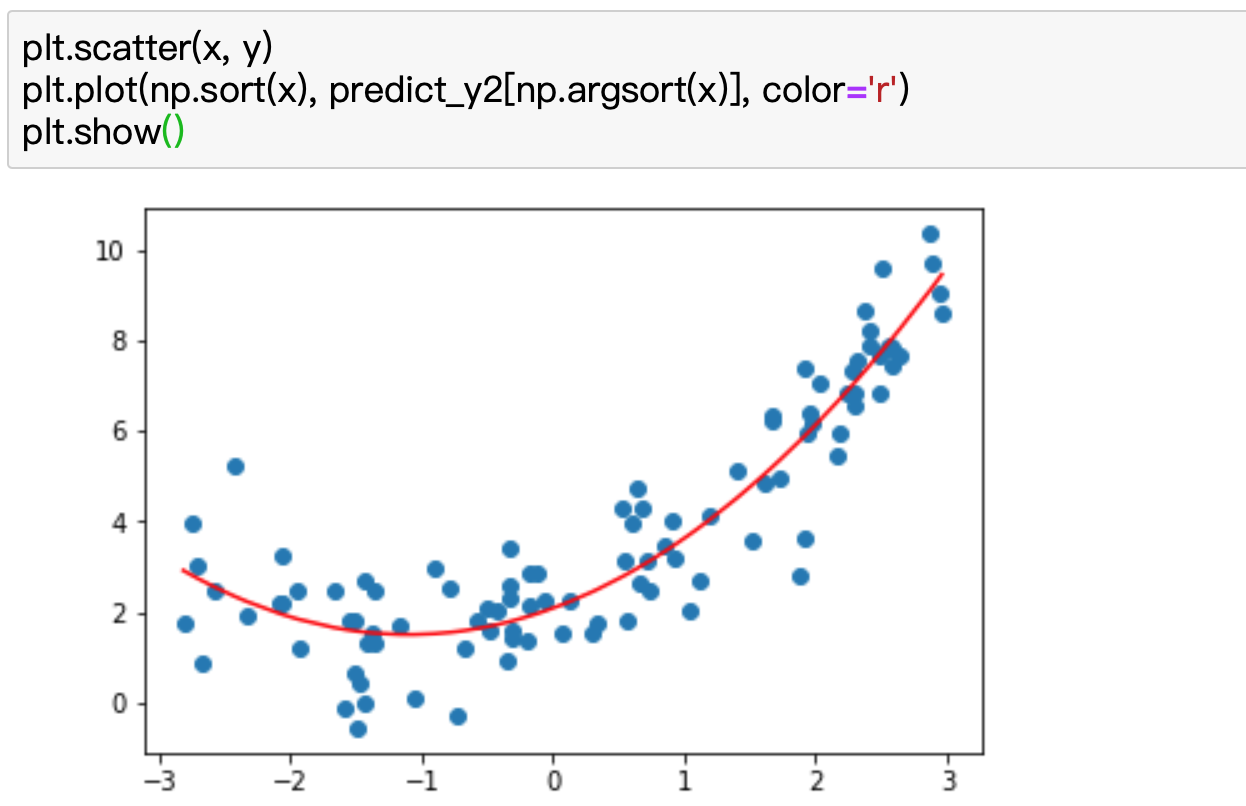 plt.scatter(x, y)
plt.plot(np.sort(x), predict_y2[np.argsort(x)], color='r')
plt.show()
10
8
6
4
2
0
−3 −2 −1 0 1 2 3